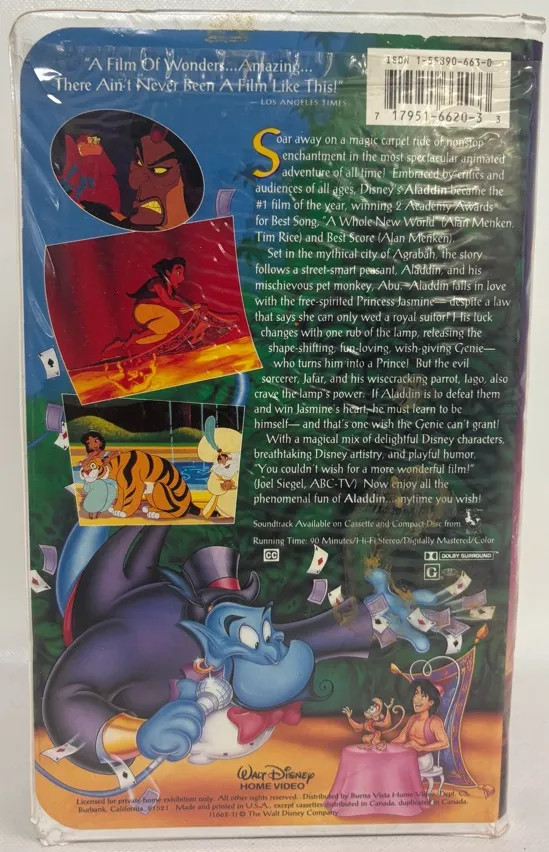 "A Film Of Wonders...Amazing...
There Ain't Never Been A Film Like This!"
— LOS ANGELES TIMES
ISBN 1-55890-663-0
7 17951-6620-3 3
Soar away on a magic carpet ride of nonstop
enchantment in the most spectacular animated
adventure of all time! Embraced by critics and
audiences of all ages, Disney's Aladdin became the
#1 film of the year, winning 2 Academy Awards
for Best Song, "A Whole New World" (Alan Menken,
Tim Rice) and Best Score (Alan Menken).
Set in the mythical city of Agrabah, the story
follows a street-smart peasant, Aladdin, and his
mischievous pet monkey, Abu. Aladdin falls in love
with the free-spirited Princess Jasmine— despite a law
that says she can only wed a royal suitor! His luck
changes with one rub of the lamp, releasing the
shape-shifting, fun-loving, wish-giving Genie—
who turns him into a Prince! But the evil
sorcerer, Jafar, and his wisecracking parrot, Iago, also
crave the lamp's power. If Aladdin is to defeat them
and win Jasmine's heart—he must learn to be
himself— and that's one wish the Genie can't grant!
With a magical mix of delightful Disney characters,
breathtaking Disney artistry, and playful humor,
"You couldn't wish for a more wonderful film!"
(Joel Siegel, ABC-TV) Now enjoy all the
phenomenal fun of Aladdin...anytime you wish!
Soundtrack Available on Cassette and Compact Disc from
Running Time: 90 Minutes/Hi-Fi Stereo/Digitally Mastered/Color
CC
DOLBY SURROUND
G
WALT DISNEY
HOME VIDEO
Licensed for private home exhibition only. All other rights reserved. Distributed by Buena Vista Home Video, Dept. CS,
Burbank, California 91521. Made and printed in U.S.A., except cassettes distributed in Canada, duplicated in Canada.
© The Walt Disney Company